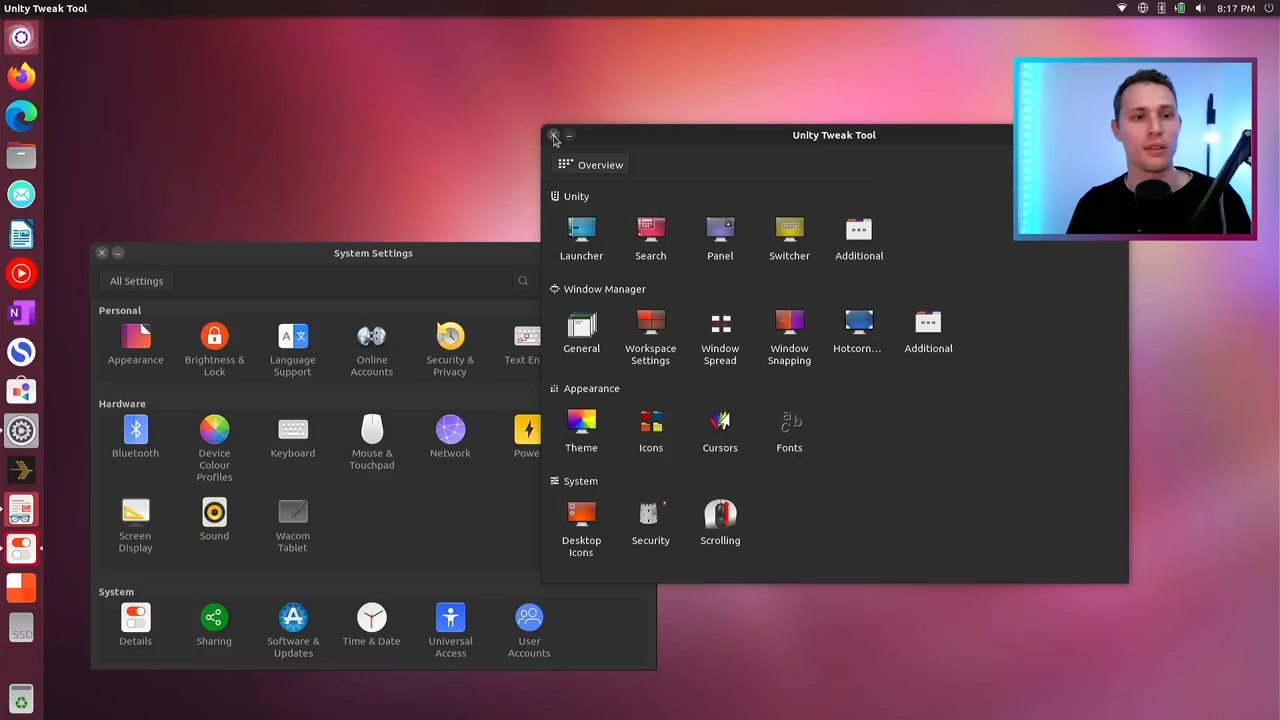 Unity Tweak Tool
8:17 PM
Unity Tweak Tool
Overview
Unity
Launcher
Search
Panel
Switcher
Additional
Window Manager
General
Workspace
Settings
Window
Spread
Window
Snapping
Hotcorn...
Additional
Appearance
Theme
Icons
Cursors
Fonts
System
Desktop
Icons
Security
Scrolling
System Settings
All Settings
Personal
Appearance
Brightness &
Lock
Language
Support
Online
Accounts
Security &
Privacy
Text En
Hardware
Bluetooth
Device
Colour
Profiles
Keyboard
Mouse &
Touchpad
Network
Powe
Screen
Display
Sound
Wacom
Tablet
System
Details
Sharing
Software &
Updates
Time & Date
Universal
Access
User
Accounts
SSD